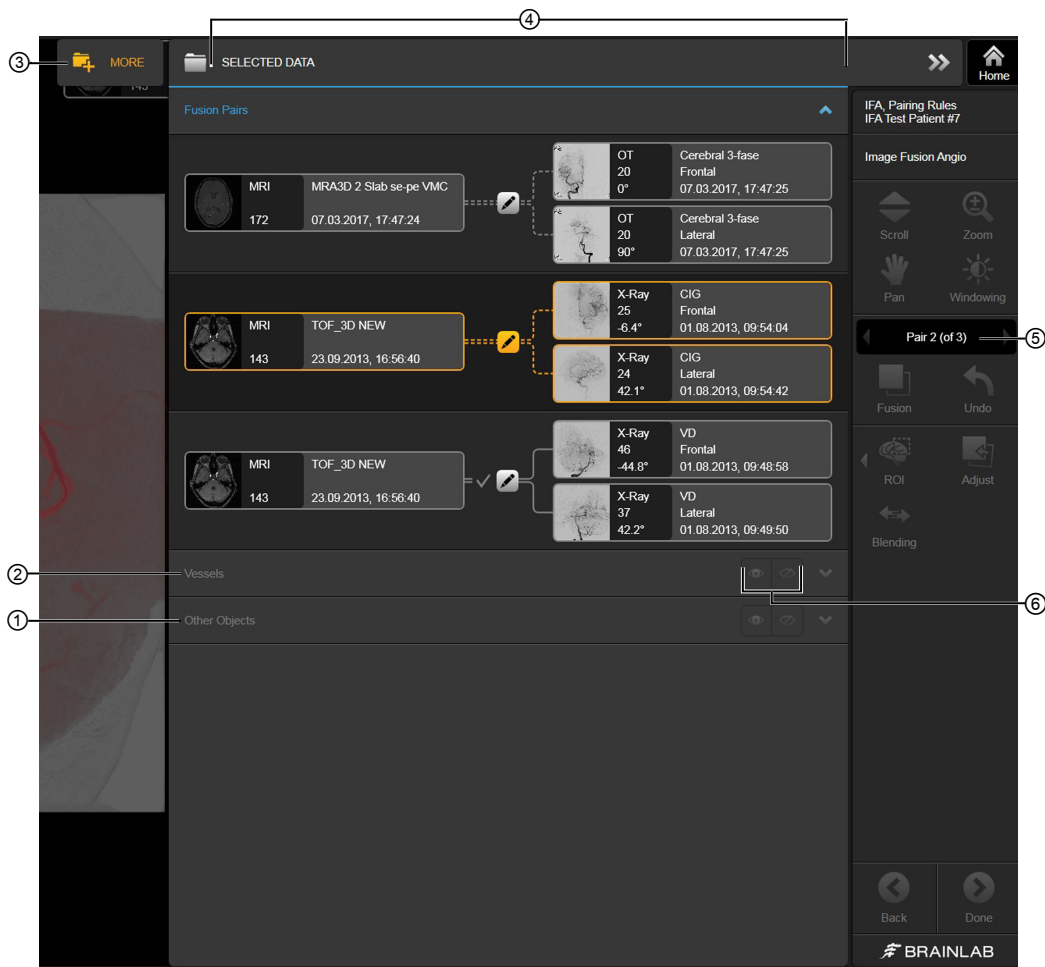 ④
③
MORE
SELECTED DATA
Home
143
Fusion Pairs
IFA, Pairing Rules
IFA Test Patient #7
Image Fusion Angio
MRI
MRA3D 2 Slab se-pe VMC
172
07.03.2017, 17:47:24
OT
Cerebral 3-fase
20
Frontal
0°
07.03.2017, 17:47:25
OT
Cerebral 3-fase
20
Lateral
90°
07.03.2017, 17:47:25
Scroll
Zoom
Pan
Windowing
MRI
TOF_3D NEW
143
23.09.2013, 16:56:40
X-Ray
CIG
25
Frontal
-6.4°
01.08.2013, 09:54:04
X-Ray
CIG
24
Lateral
42.1°
01.08.2013, 09:54:42
Pair 2 (of 3)
⑤
Fusion
Undo
MRI
TOF_3D NEW
143
23.09.2013, 16:56:40
X-Ray
VD
46
Frontal
-44.8°
01.08.2013, 09:48:58
X-Ray
VD
37
Lateral
42.2°
01.08.2013, 09:49:50
ROI
Adjust
Blending
②
Vessels
⑥
①
Other Objects
Back
Done
BRAINLAB